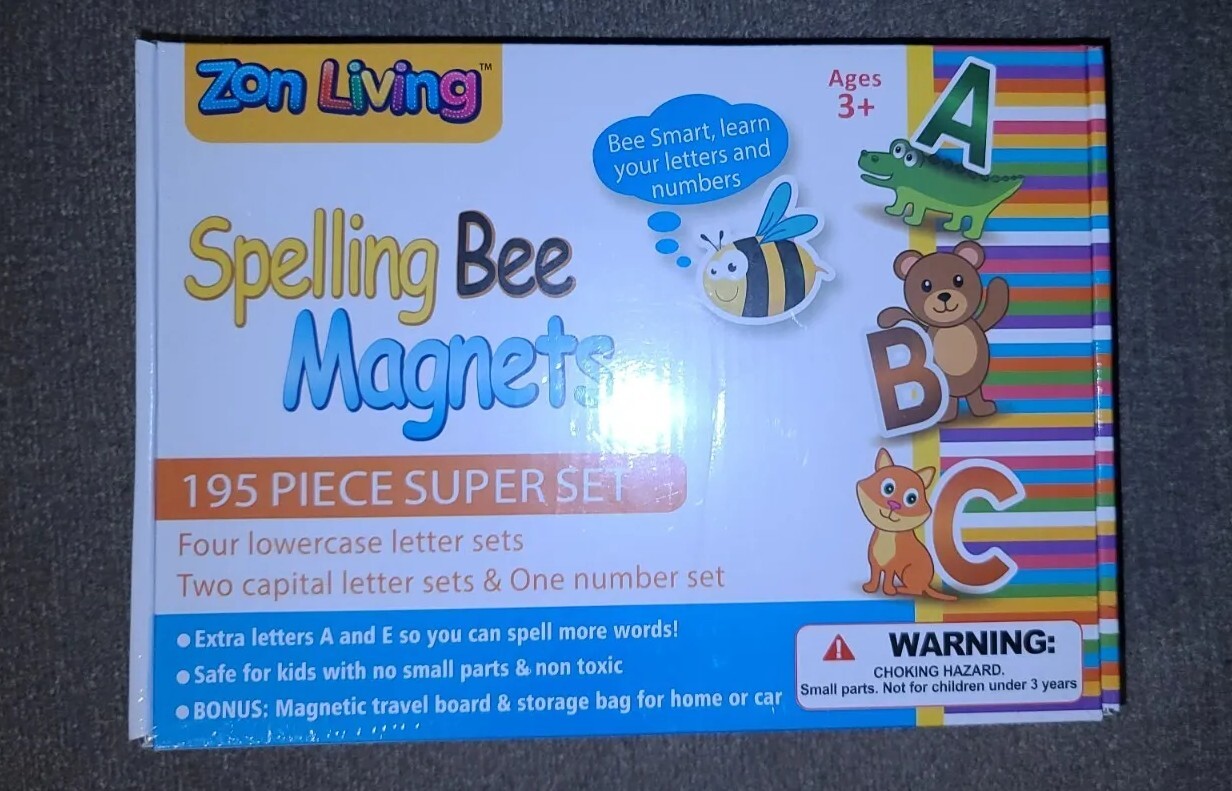 Zon Living™
Ages
3+
Bee Smart, learn
your letters and
numbers
Spelling Bee
Magnets
A
B
C
195 PIECE SUPER SET
Four lowercase letter sets
Two capital letter sets & One number set
● Extra letters A and E so you can spell more words!
● Safe for kids with no small parts & non toxic
● BONUS: Magnetic travel board & storage bag for home or car
WARNING:
CHOKING HAZARD.
Small parts. Not for children under 3 years